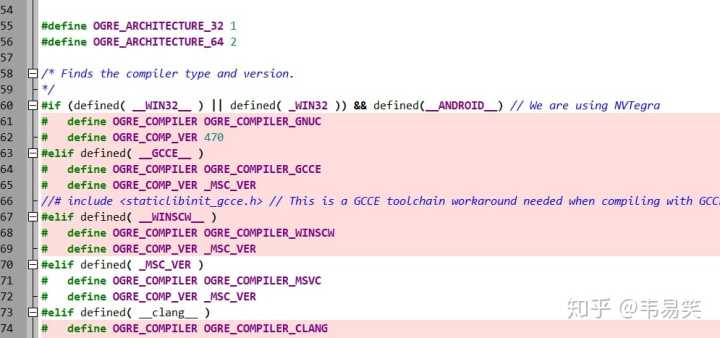 54
55 #define OGRE_ARCHITECTURE_32 1
56 #define OGRE_ARCHITECTURE_64 2
57
58 /* Finds the compiler type and version.
59 */
60 #if (defined( __WIN32__ ) || defined( _WIN32 )) && defined(__ANDROID__) // We are using NVTegra
61 #   define OGRE_COMPILER OGRE_COMPILER_GNUC
62 #   define OGRE_COMP_VER 470
63 #elif defined( __GCCE__ )
64 #   define OGRE_COMPILER OGRE_COMPILER_GCCE
65 #   define OGRE_COMP_VER _MSC_VER
66 //# include <staticlibinit_gcce.h> // This is a GCCE toolchain workaround needed when compiling with GCC
67 #elif defined( __WINSCW__ )
68 #   define OGRE_COMPILER OGRE_COMPILER_WINSCW
69 #   define OGRE_COMP_VER _MSC_VER
70 #elif defined( _MSC_VER )
71 #   define OGRE_COMPILER OGRE_COMPILER_MSVC
72 #   define OGRE_COMP_VER _MSC_VER
73 #elif defined( __clang__ )
74 #   define OGRE_COMPILER OGRE_COMPILER_CLANG
知乎 @韦易笑